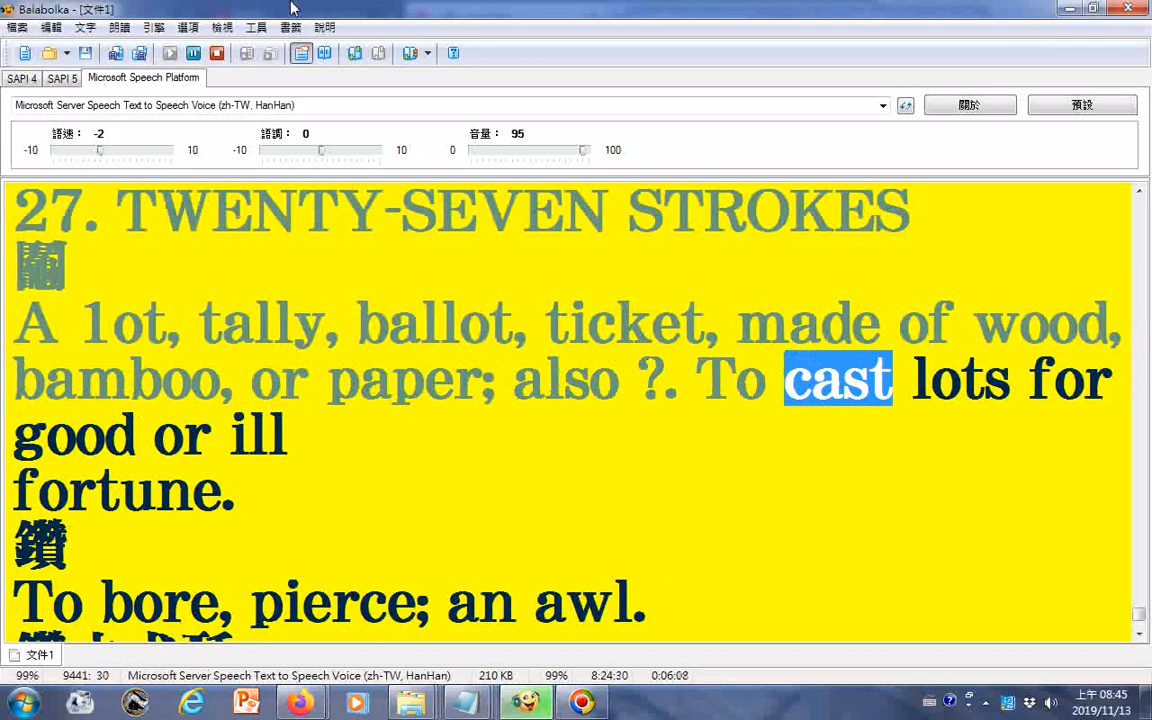 Balabolka - [文件1]
檔案 編輯 文字 朗讀 引擎 選項 檢視 工具 書籤 說明
SAPI 4 SAPI 5 Microsoft Speech Platform
Microsoft Server Speech Text to Speech Voice (zh-TW, HanHan) 關於 預設
語速： -2 語調： 0 音量： 95
-10 10 -10 10 0 100
27. TWENTY-SEVEN STROKES
A 1ot, tally, ballot, ticket, made of wood,
bamboo, or paper; also ?. To cast lots for
good or ill
fortune.
鑽
To bore, pierce; an awl.
文件1
99% 9441: 30 Microsoft Server Speech Text to Speech Voice (zh-TW, HanHan) 210 KB 99% 8:24:30 0:06:08
上午 08:45
2019/11/13